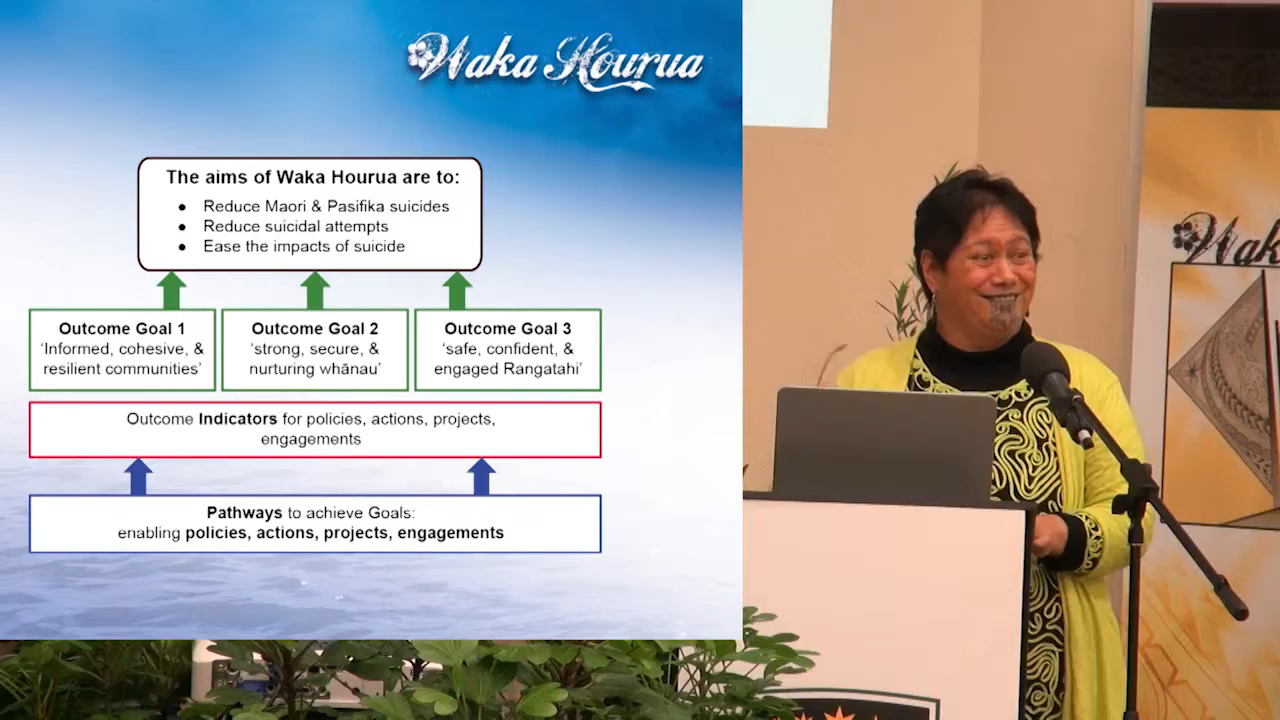 Waka Hourua
The aims of Waka Hourua are to:
● Reduce Maori & Pasifika suicides
● Reduce suicidal attempts
● Ease the impacts of suicide
Outcome Goal 1
‘Informed, cohesive, &
resilient communities’
Outcome Goal 2
‘strong, secure, &
nurturing whānau’
Outcome Goal 3
‘safe, confident, &
engaged Rangatahi’
Outcome Indicators for policies, actions, projects,
engagements
Pathways to achieve Goals:
enabling policies, actions, projects, engagements